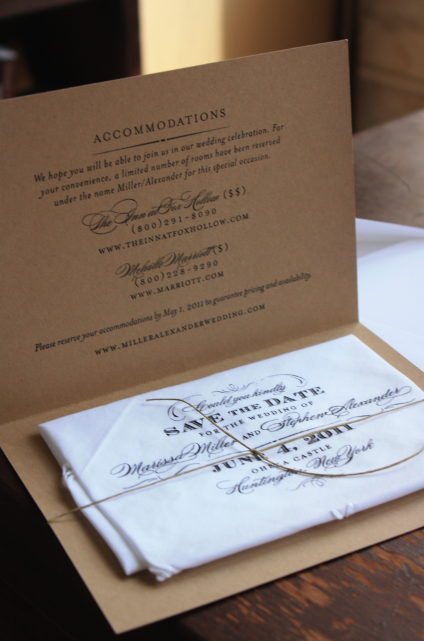 ACCOMMODATIONS
We hope you will be able to join us in our wedding celebration. For
your convenience, a limited number of rooms have been reserved
under the name Miller/Alexander for this special occasion.
The Inn at Fox Hollow ($$)
(800)291-8090
WWW.THEINNATFOXHOLLOW.COM
Melville Marriott ($)
(800)228-9290
WWW.MARRIOTT.COM
Please reserve your accommodations by May 1, 2011 to guarantee pricing and availability.
WWW.MILLERALEXANDERWEDDING.COM
Would you kindly
SAVE THE DATE
FOR THE WEDDING OF
Marissa Miller AND Stephen Alexander
JUNE 4, 2011
OHEKA CASTLE
Huntington, New York